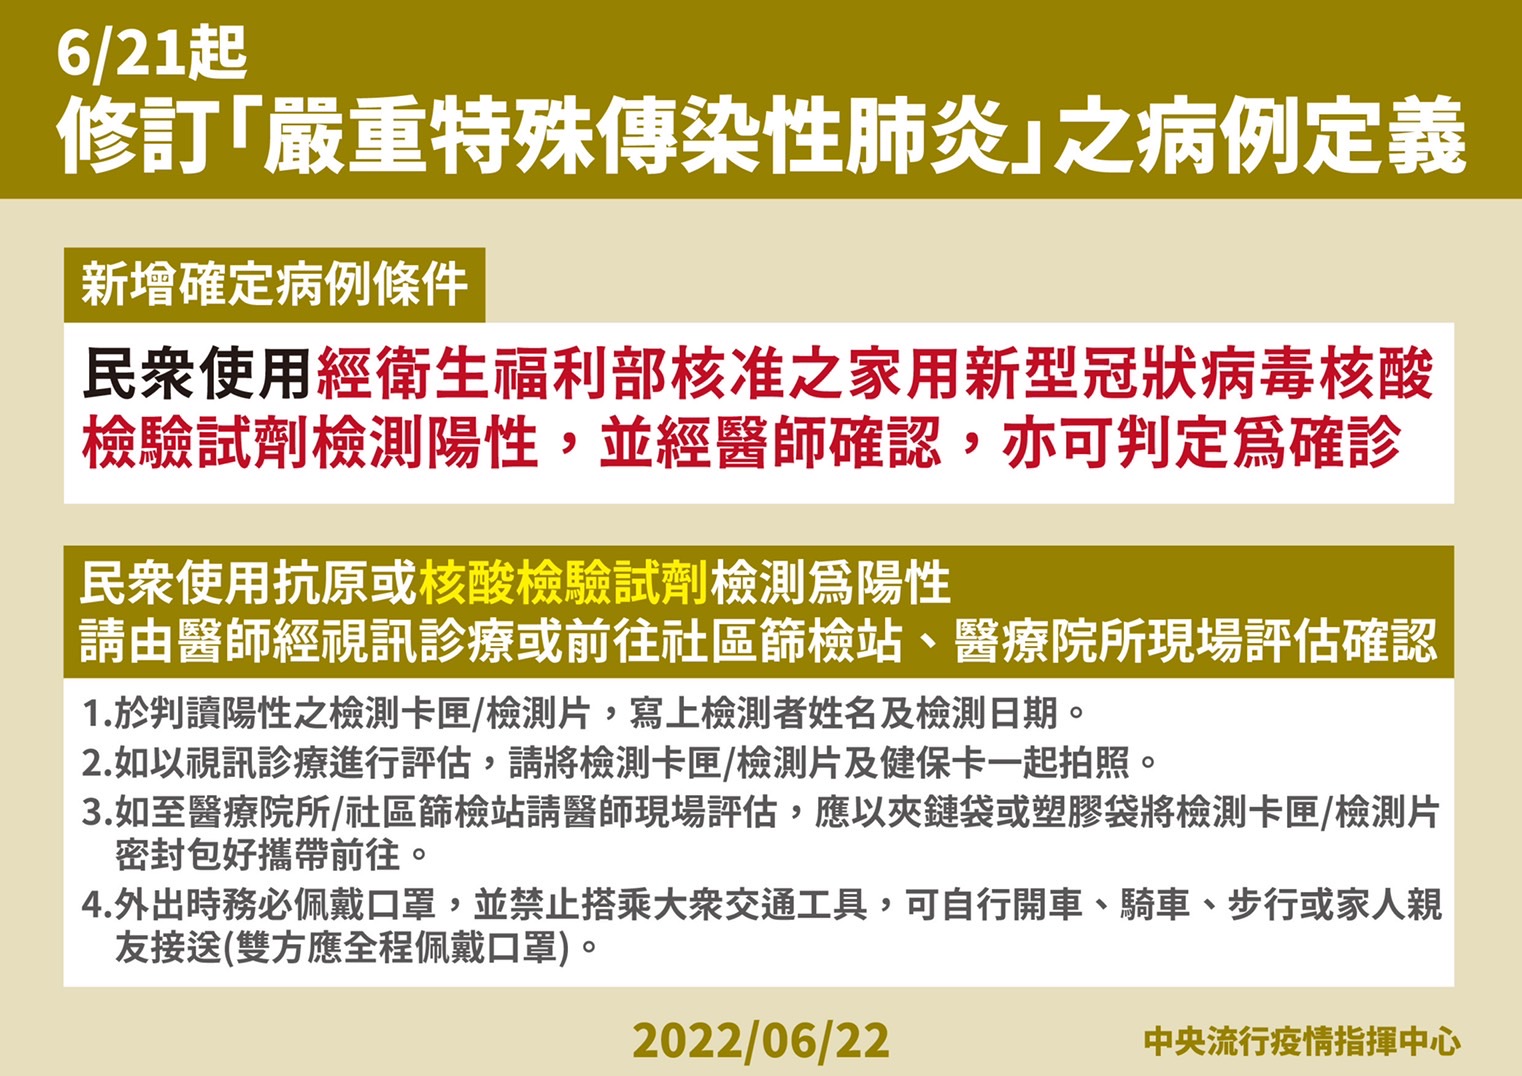 6/21起
修訂「嚴重特殊傳染性肺炎」之病例定義
新增確定病例條件
民眾使用經衛生福利部核准之家用新型冠狀病毒核酸
檢驗試劑檢測陽性，並經醫師確認，亦可判定為確診
民眾使用抗原或核酸檢驗試劑檢測為陽性
請由醫師經視訊診療或前往社區篩檢站、醫療院所現場評估確認
1.於判讀陽性之檢測卡匣/檢測片，寫上檢測者姓名及檢測日期。
2.如以視訊診療進行評估，請將檢測卡匣/檢測片及健保卡一起拍照。
3.如至醫療院所/社區篩檢站請醫師現場評估，應以夾鏈袋或塑膠袋將檢測卡匣/檢測片
密封包好攜帶前往。
4.外出時務必佩戴口罩，並禁止搭乘大眾交通工具，可自行開車、騎車、步行或家人親
友接送(雙方應全程佩戴口罩)。
2022/06/22
中央流行疫情指揮中心